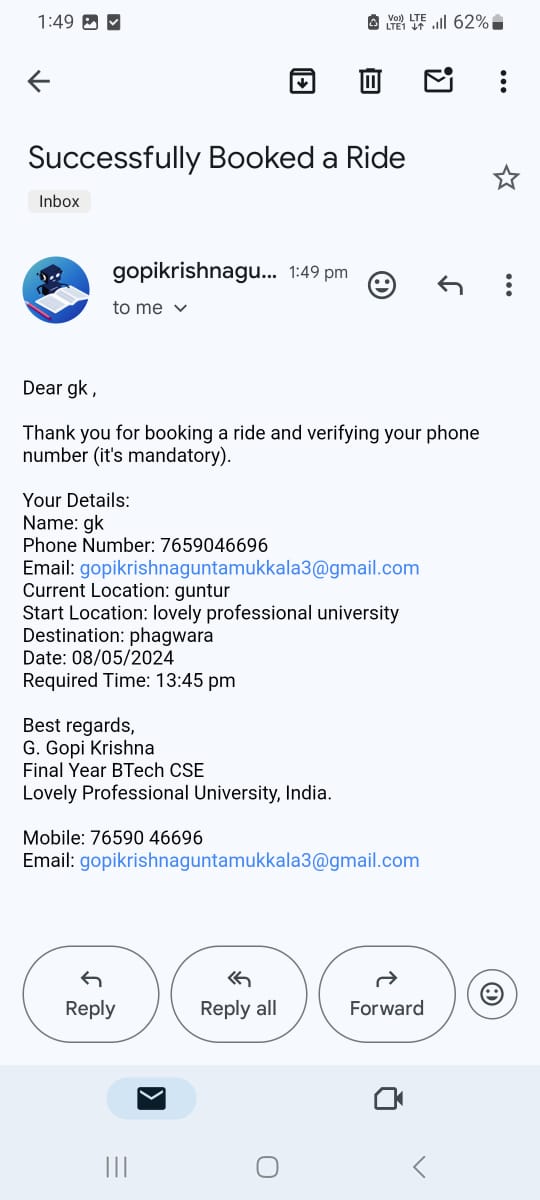 1:49
Vo)) LTE
LTE1
62%
Successfully Booked a Ride
Inbox
gopikrishnagu... 1:49 pm
to me
Dear gk ,
Thank you for booking a ride and verifying your phone
number (it's mandatory).
Your Details:
Name: gk
Phone Number: 7659046696
Email: gopikrishnaguntamukkala3@gmail.com
Current Location: guntur
Start Location: lovely professional university
Destination: phagwara
Date: 08/05/2024
Required Time: 13:45 pm
Best regards,
G. Gopi Krishna
Final Year BTech CSE
Lovely Professional University, India.
Mobile: 76590 46696
Email: gopikrishnaguntamukkala3@gmail.com
Reply
Reply all
Forward